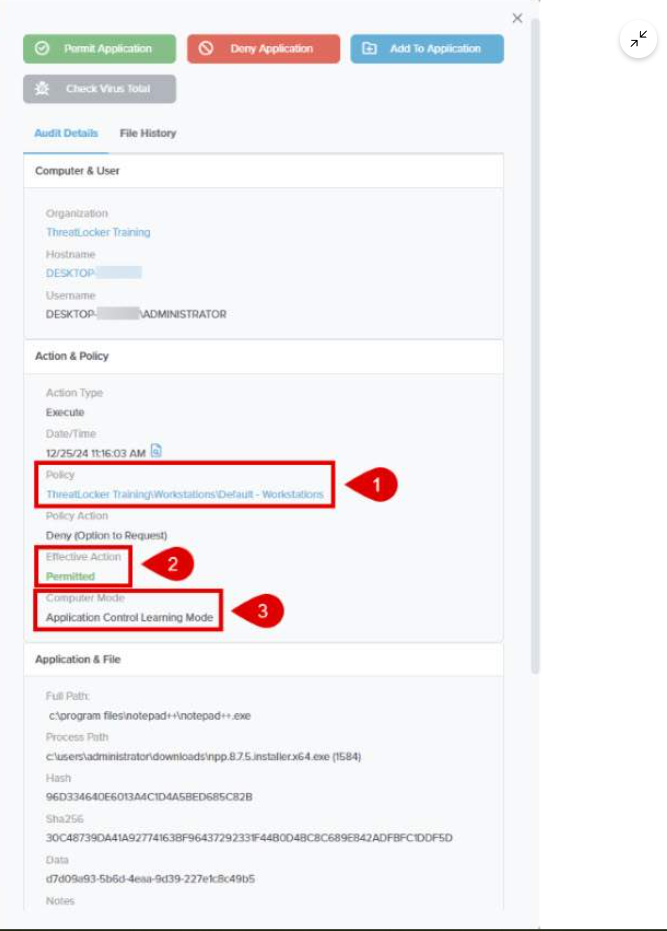 Permit Application
Deny Application
Add To Application
Check Virus Total
Audit Details
File History
Computer & User
Organization
ThreatLocker Training
Hostname
DESKTOP-
Username
DESKTOP- \ADMINISTRATOR
Action & Policy
Action Type
Execute
Date/Time
12/25/24 11:16:03 AM
Policy
ThreatLocker Training\Workstations\Default - Workstations
1
Policy Action
Deny (Option to Request)
Effective Action
Permitted
2
Computer Mode
Application Control Learning Mode
3
Application & File
Full Path:
c:\program files\notepad++\notepad++.exe
Process Path
c:\users\administrator\downloads\npp.8.7.5.installer.x64.exe (1584)
Hash
96D334640E6013A4C1D4A5BED685C82B
Sha256
30C48739DA41A92774163BF96437292331F44B0D4BC8C689E842ADFBFC1DDF5D
Data
d7d09a93-5b6d-4eaa-9d39-227e1c8c49b5
Notes